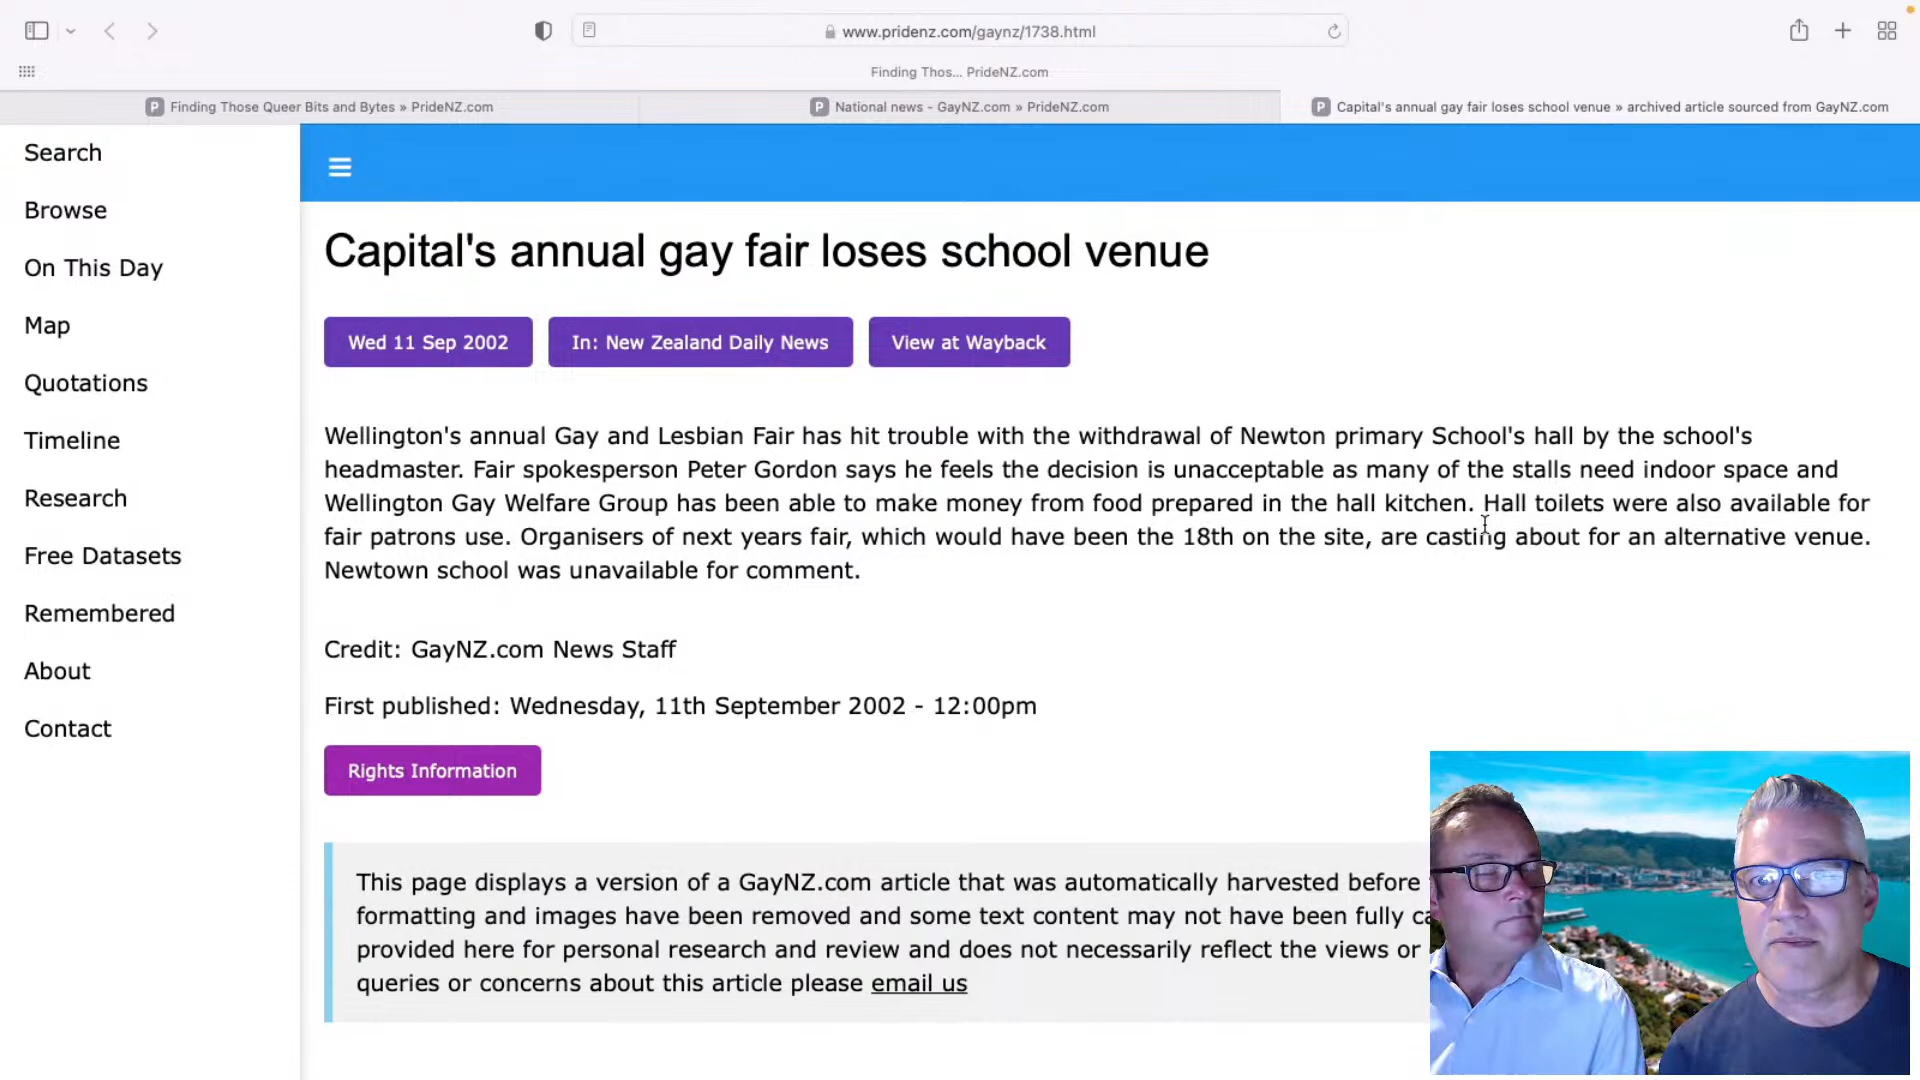 www.pridenz.com/gaynz/1738.html
Finding Thos... PrideNZ.com
Finding Those Queer Bits and Bytes » PrideNZ.com
National news - GayNZ.com » PrideNZ.com
Capital's annual gay fair loses school venue » archived article sourced from GayNZ.com
Search
Browse
On This Day
Map
Quotations
Timeline
Research
Free Datasets
Remembered
About
Contact
Capital's annual gay fair loses school venue
Wed 11 Sep 2002
In: New Zealand Daily News
View at Wayback
Wellington's annual Gay and Lesbian Fair has hit trouble with the withdrawal of Newton primary School's hall by the school's
headmaster. Fair spokesperson Peter Gordon says he feels the decision is unacceptable as many of the stalls need indoor space and
Wellington Gay Welfare Group has been able to make money from food prepared in the hall kitchen. Hall toilets were also available for
fair patrons use. Organisers of next years fair, which would have been the 18th on the site, are casting about for an alternative venue.
Newtown school was unavailable for comment.
Credit: GayNZ.com News Staff
First published: Wednesday, 11th September 2002 - 12:00pm
Rights Information
This page displays a version of a GayNZ.com article that was automatically harvested before
formatting and images have been removed and some text content may not have been fully ca
provided here for personal research and review and does not necessarily reflect the views or
queries or concerns about this article please email us